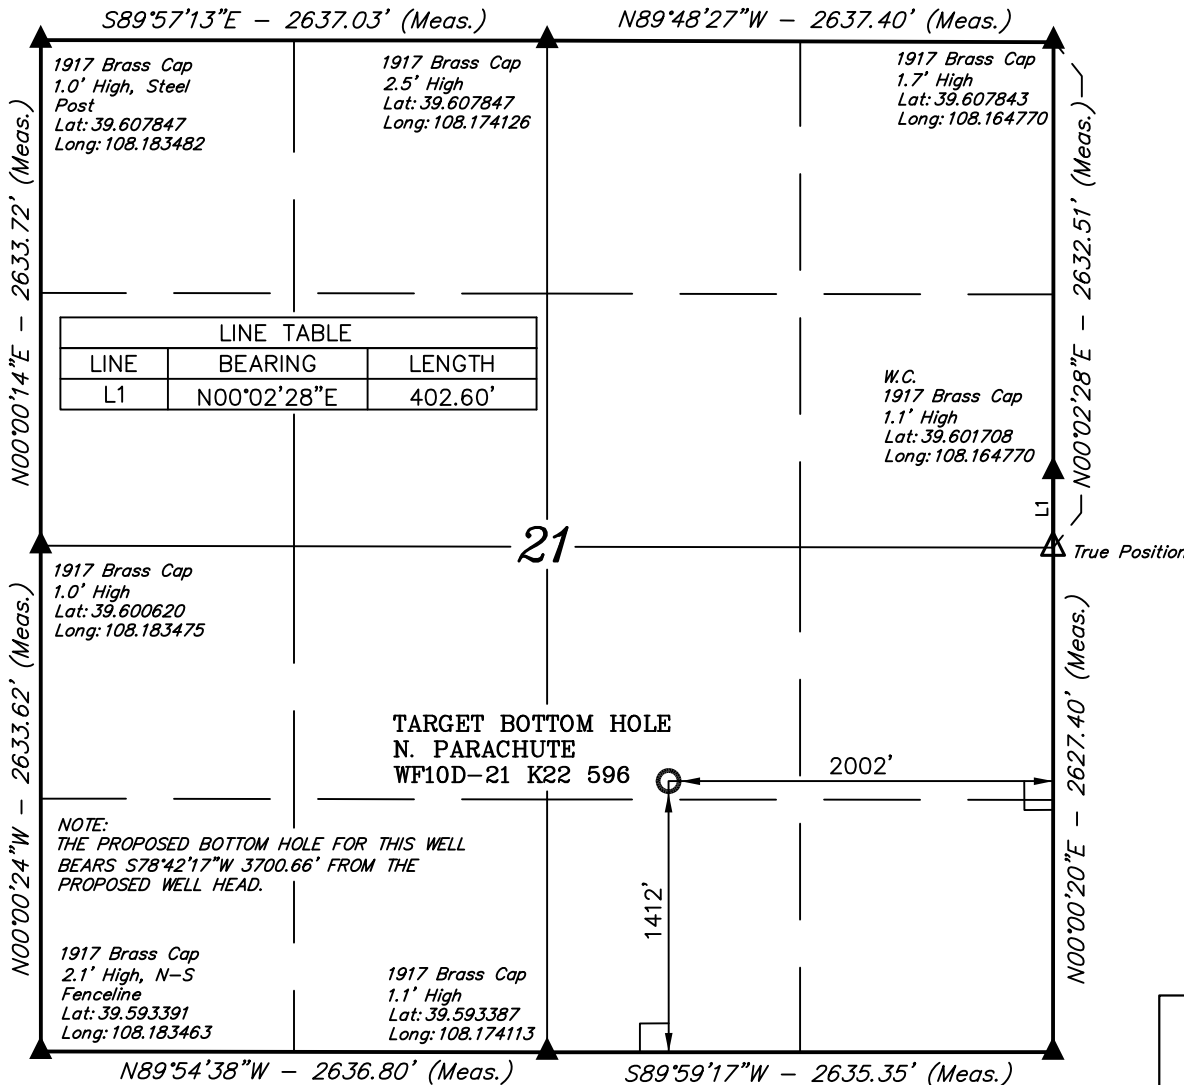 S89°57'13"E - 2637.03' (Meas.)
N89°48'27"W - 2637.40' (Meas.)
1917 Brass Cap
1.0' High, Steel
Post
Lat: 39.607847
Long: 108.183482
1917 Brass Cap
2.5' High
Lat: 39.607847
Long: 108.174126
1917 Brass Cap
1.7' High
Lat: 39.607843
Long: 108.164770
N00°00'14"E - 2633.72' (Meas.)
N00°02'28"E - 2632.51' (Meas.)
LINE TABLE
LINE BEARING LENGTH
L1 N00°02'28"E 402.60'
W.C.
1917 Brass Cap
1.1' High
Lat: 39.601708
Long: 108.164770
L1
21
True Position
1917 Brass Cap
1.0' High
Lat: 39.600620
Long: 108.183475
N00°00'24"W - 2633.62' (Meas.)
N00°00'20"E - 2627.40' (Meas.)
TARGET BOTTOM HOLE
N. PARACHUTE
WF10D-21 K22 596
2002'
1412'
NOTE:
THE PROPOSED BOTTOM HOLE FOR THIS WELL
BEARS S78°42'17"W 3700.66' FROM THE
PROPOSED WELL HEAD.
1917 Brass Cap
2.1' High, N-S
Fenceline
Lat: 39.593391
Long: 108.183463
1917 Brass Cap
1.1' High
Lat: 39.593387
Long: 108.174113
N89°54'38"W - 2636.80' (Meas.)
S89°59'17"W - 2635.35' (Meas.)